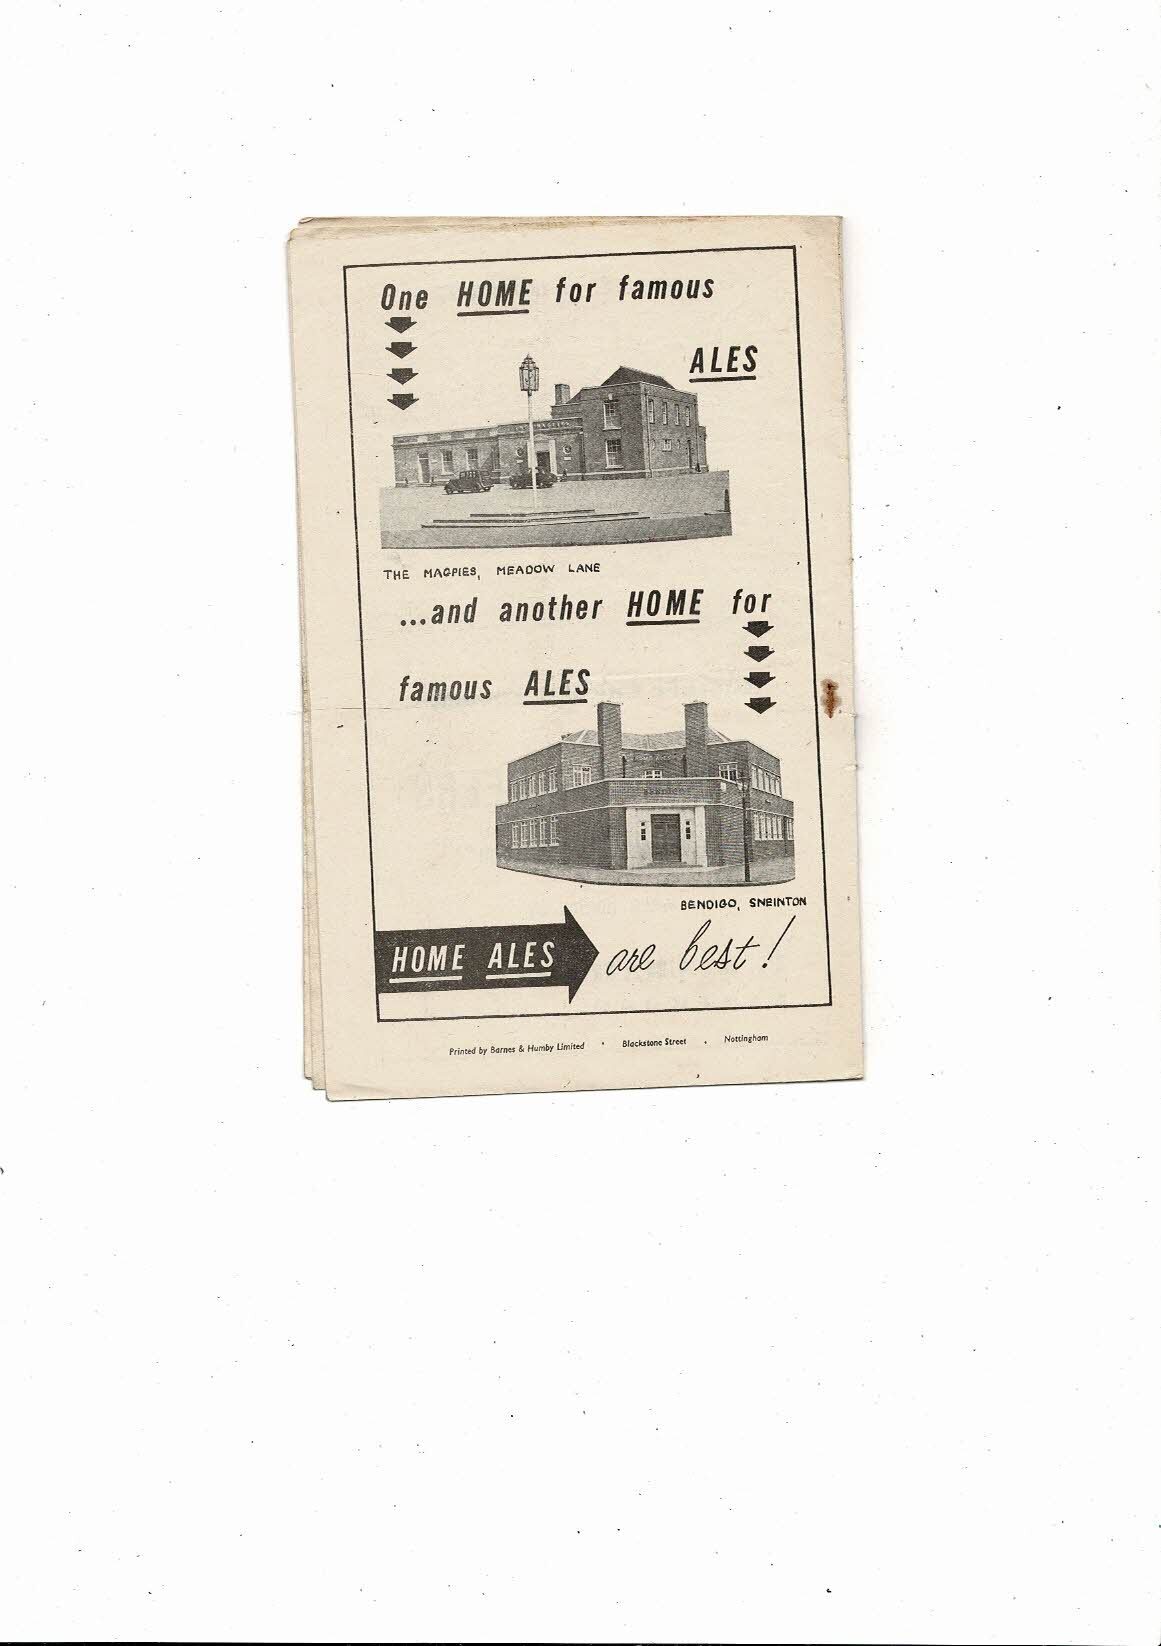 One HOME for famous
ALES
THE MAGPIES, MEADOW LANE
...and another HOME for
famous ALES
BENDIGO
BENDIGO, SNEINTON
HOME ALES are best!
Printed by Barnes & Humby Limited • Blackstone Street • Nottingham